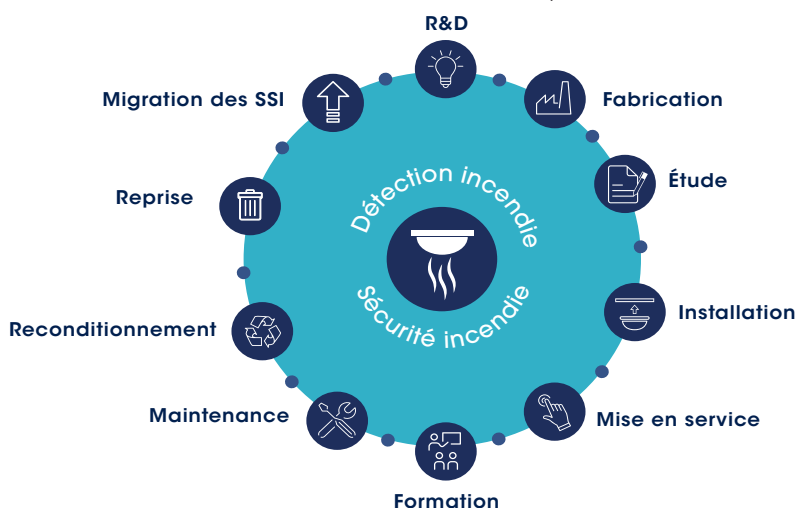 R&D
Migration des SSI
Fabrication
Étude
Reprise
Détection incendie
Sécurité incendie
Installation
Reconditionnement
Maintenance
Mise en service
Formation